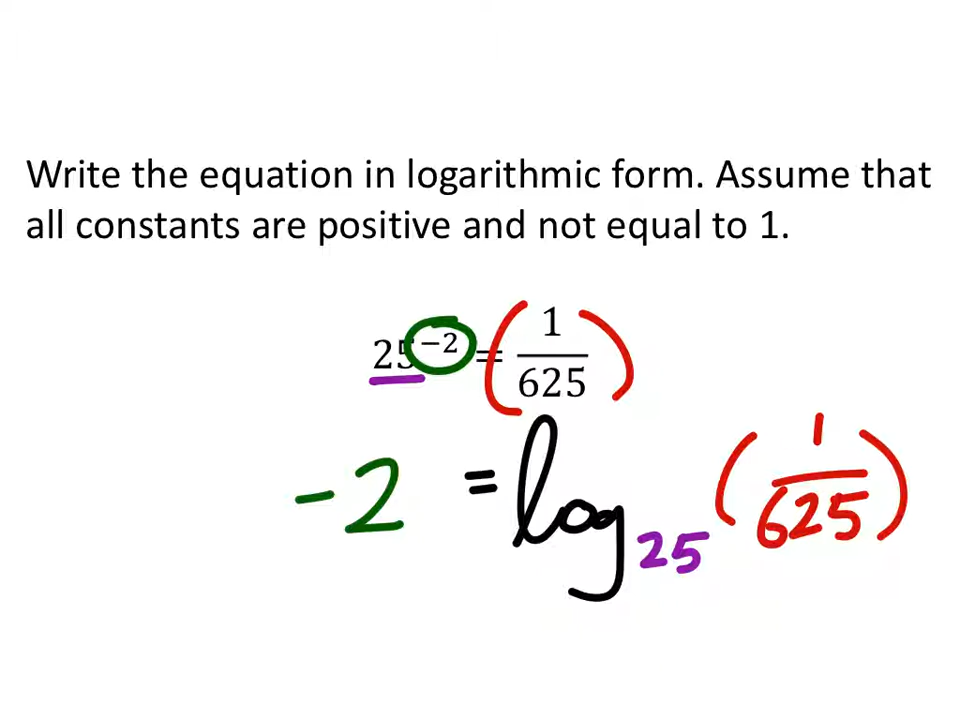 Write the equation in logarithmic form. Assume that
all constants are positive and not equal to 1.
25⁻² = (1/625)
-2 = log₂₅ (1/625)